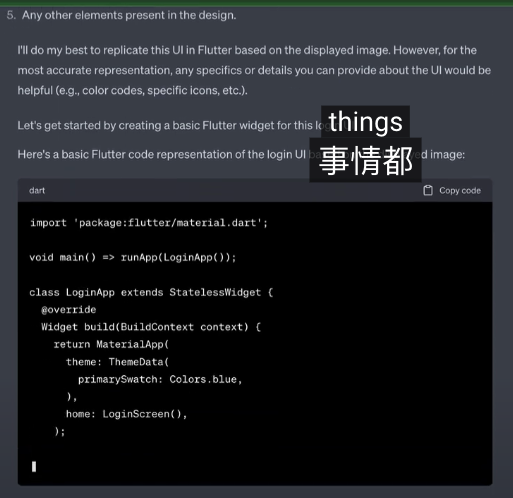 5. Any other elements present in the design.
I'll do my best to replicate this UI in Flutter based on the displayed image. However, for the
most accurate representation, any specifics or details you can provide about the UI would be
helpful (e.g., color codes, specific icons, etc.).
Let's get started by creating a basic Flutter widget for this
things
Here's a basic Flutter code representation of the login UI image:
事情都
dart
Copy code
import 'package:flutter/material.dart';
void main() => runApp(LoginApp());
class LoginApp extends StatelessWidget {
@override
Widget build(BuildContext context) {
return MaterialApp(
theme: ThemeData(
primarySwatch: Colors.blue,
),
home: LoginScreen(),
);